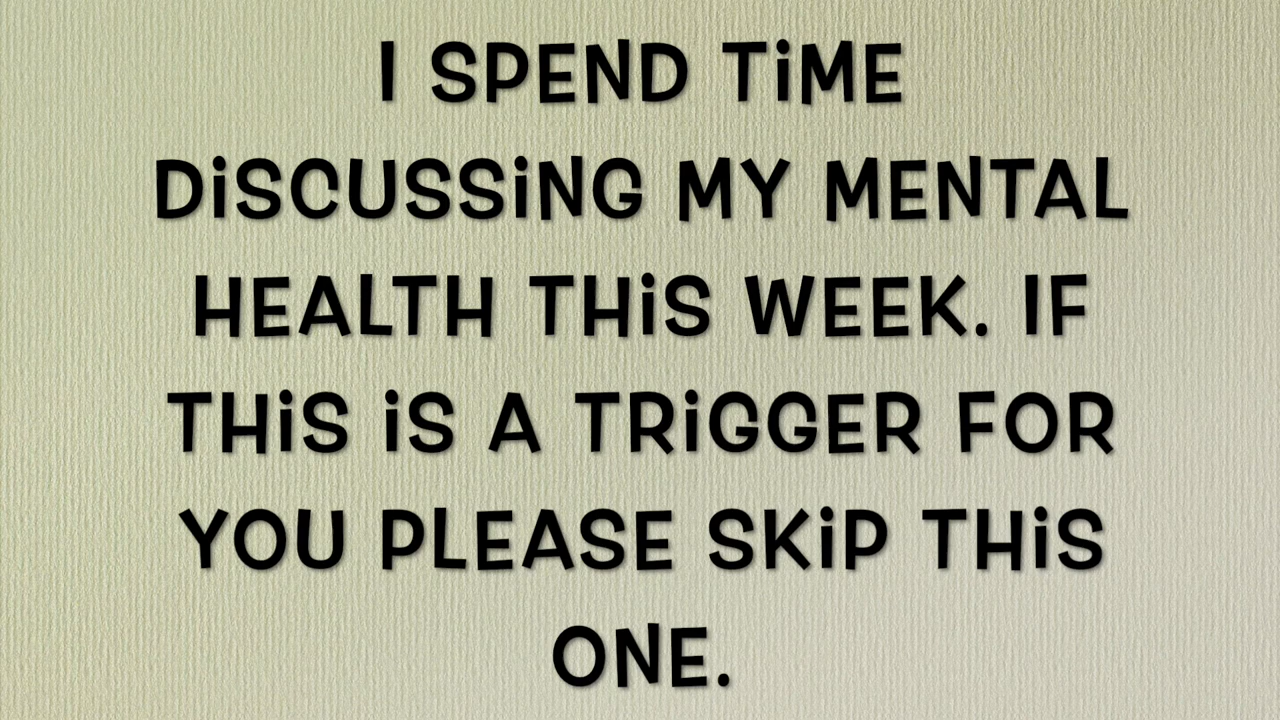 I SPEND TiME
DiSCUSSiNG MY MENTAL
HEALTH THiS WEEK. IF
THiS iS A TRiGGER FOR
YOU PLEASE SKiP THiS
ONE.